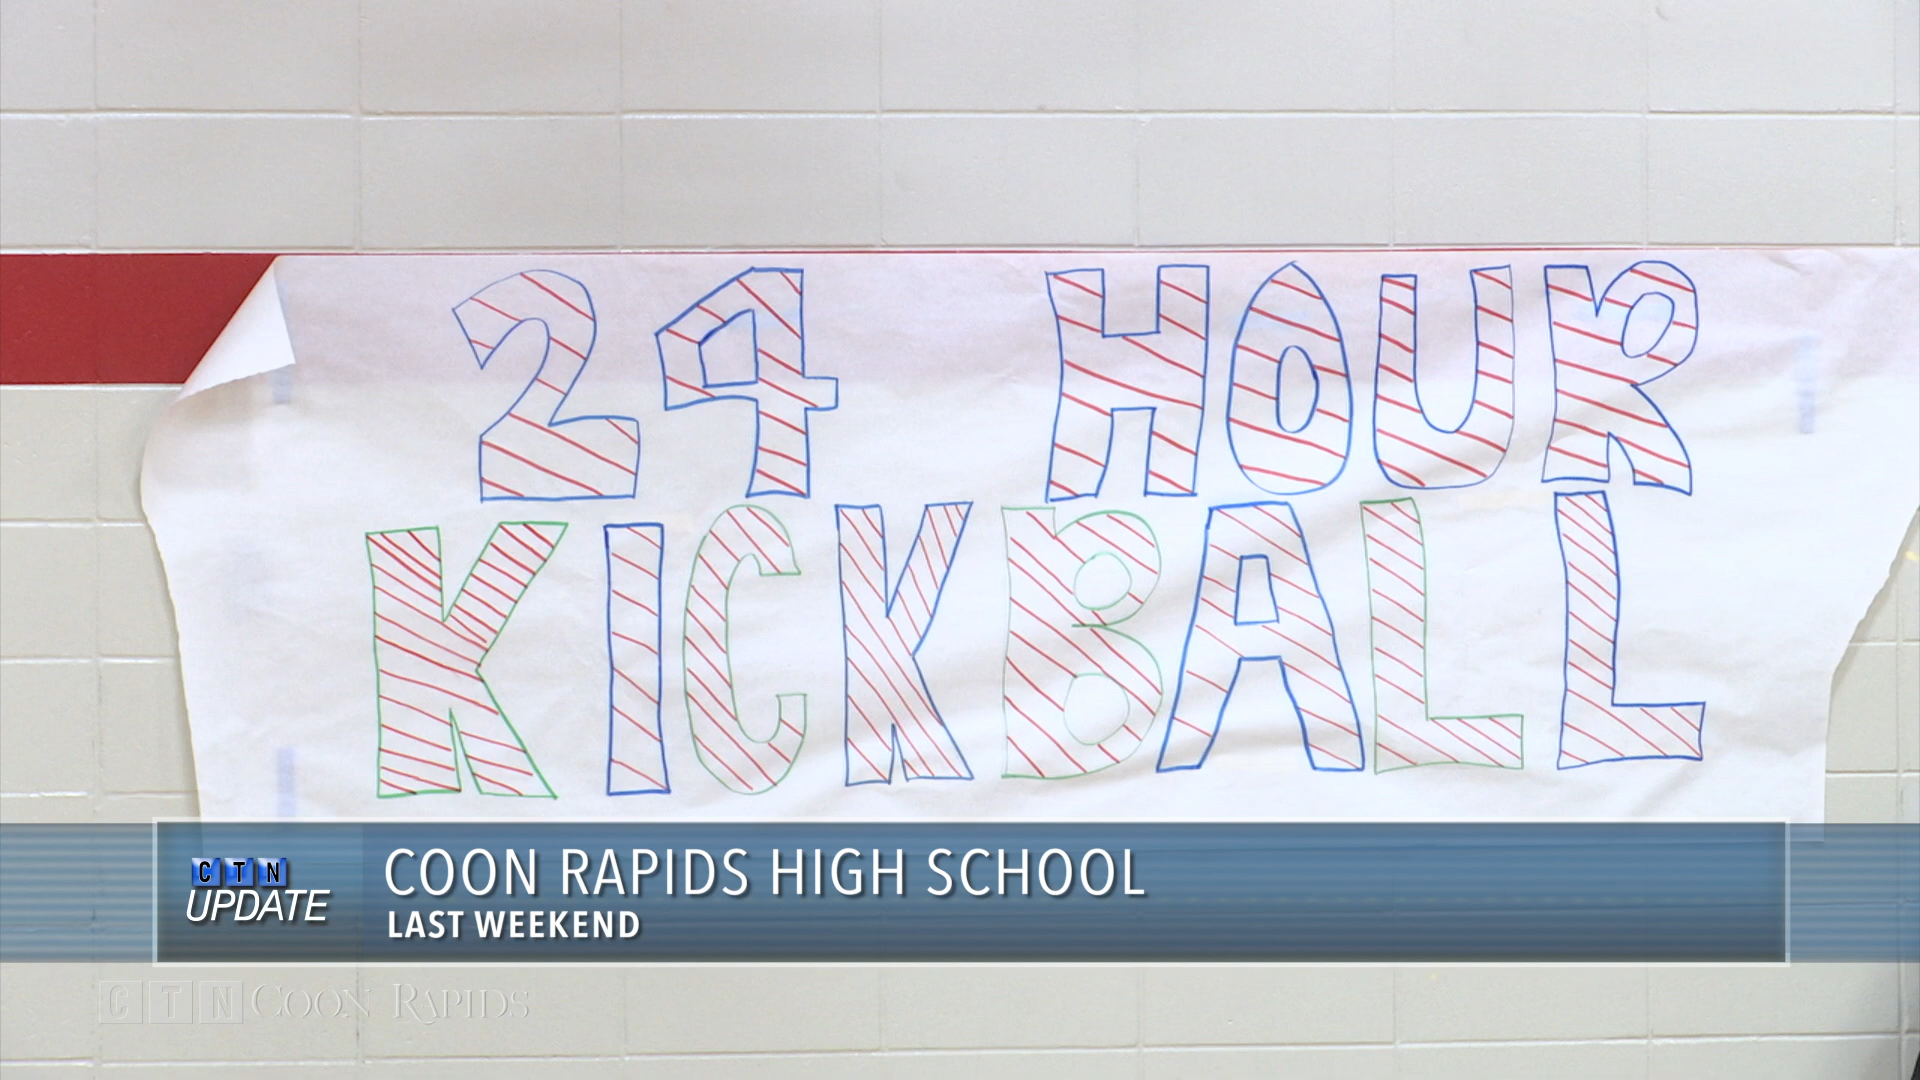 24 HOUR
KICKBALL
CTN
UPDATE
COON RAPIDS HIGH SCHOOL
LAST WEEKEND
CTN COON RAPIDS